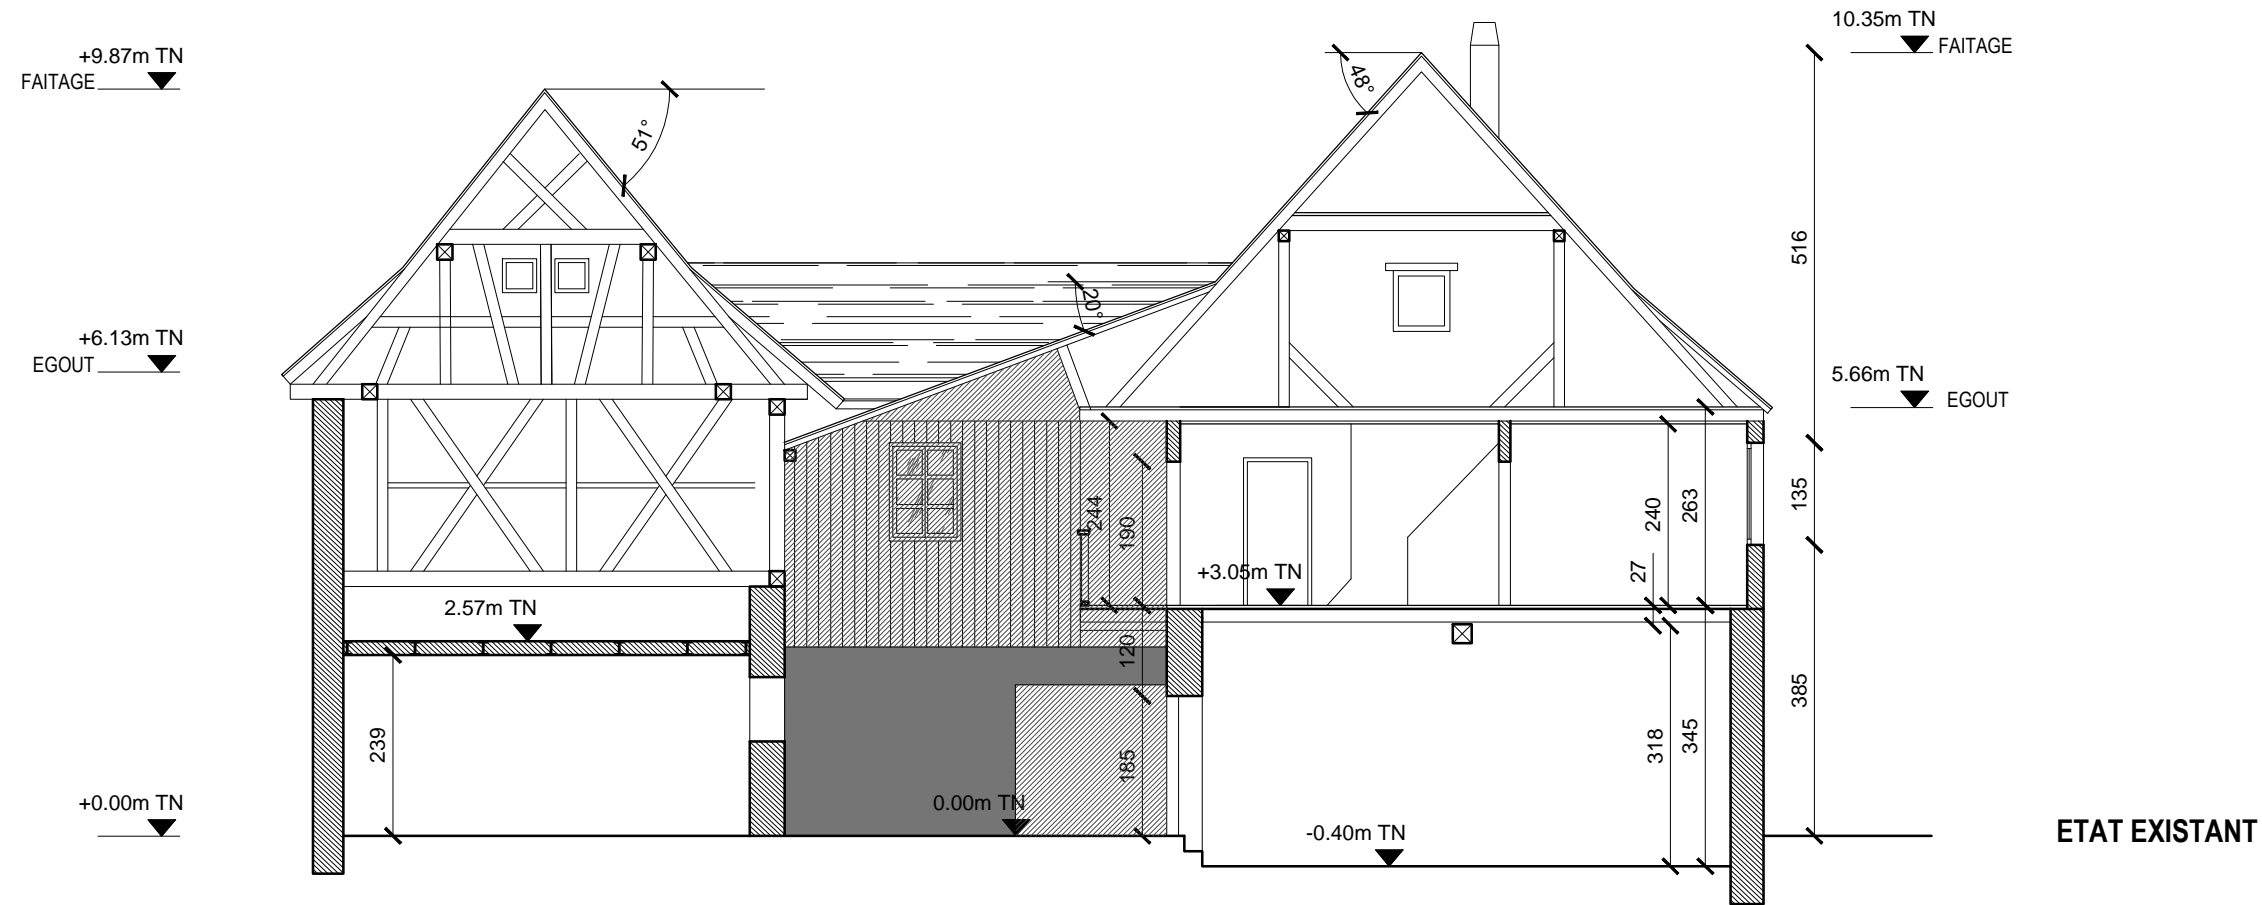 10.35m TN
FAITAGE
+9.87m TN
FAITAGE
48°
51°
516
20°
+6.13m TN
EGOUT
5.66m TN
EGOUT
244
190
240
263
135
27
+3.05m TN
2.57m TN
120
385
239
185
318
345
+0.00m TN
0.00m TN
-0.40m TN
ETAT EXISTANT